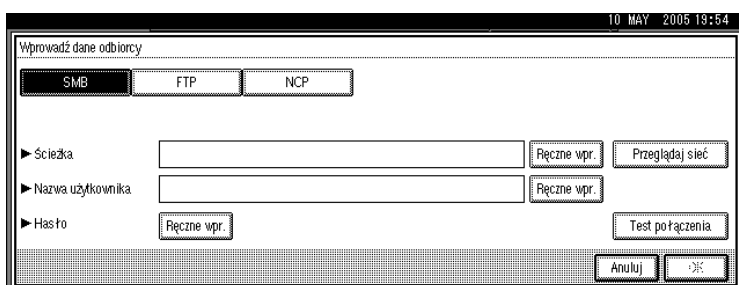 10 MAY 2005 19:54
Wprowadź dane odbiorcy
SMB FTP NCP
Ścieżka Ręczne wpr. Przeglądaj sieć
Nazwa użytkownika Ręczne wpr.
Hasło Ręczne wpr. Test połączenia
Anuluj OK